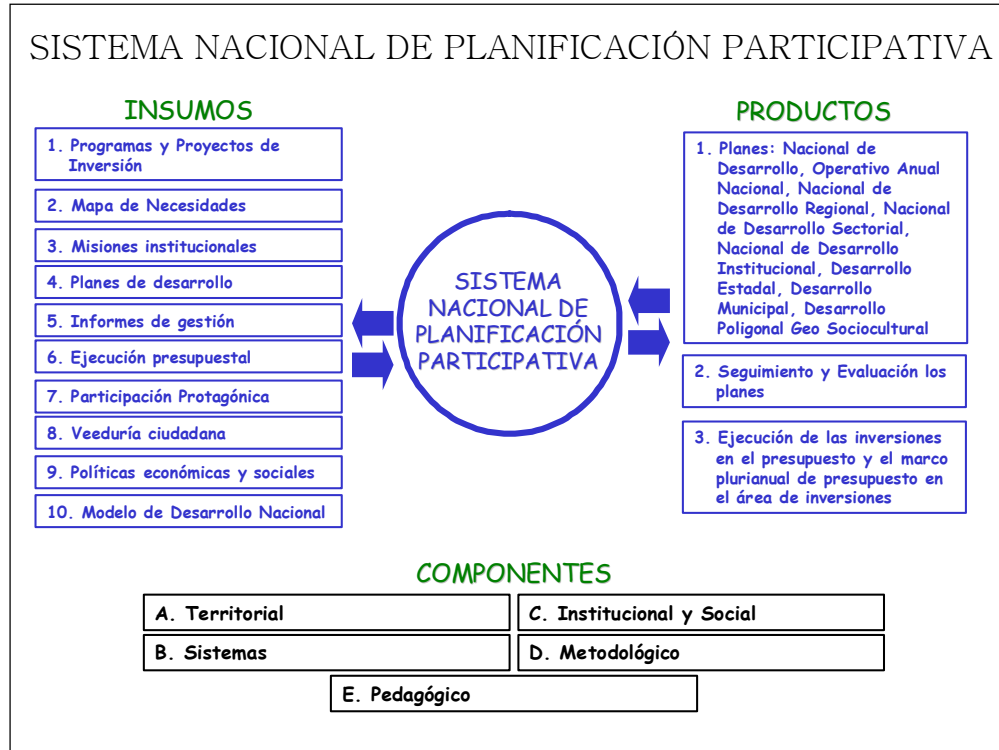 SISTEMA NACIONAL DE PLANIFICACIÓN PARTICIPATIVA
INSUMOS
1. Programas y Proyectos de
Inversión
2. Mapa de Necesidades
3. Misiones institucionales
4. Planes de desarrollo
5. Informes de gestión
6. Ejecución presupuestal
7. Participación Protagónica
8. Veeduría ciudadana
9. Políticas económicas y sociales
10. Modelo de Desarrollo Nacional
SISTEMA
NACIONAL DE
PLANIFICACIÓN
PARTICIPATIVA
PRODUCTOS
1. Planes: Nacional de
Desarrollo, Operativo Anual
Nacional, Nacional de
Desarrollo Regional, Nacional
de Desarrollo Sectorial,
Nacional de Desarrollo
Institucional, Desarrollo
Estadal, Desarrollo
Municipal, Desarrollo
Poligonal Geo Sociocultural
2. Seguimiento y Evaluación los
planes
3. Ejecución de las inversiones
en el presupuesto y el marco
plurianual de presupuesto en
el área de inversiones
COMPONENTES
A. Territorial
C. Institucional y Social
B. Sistemas
D. Metodológico
E. Pedagógico